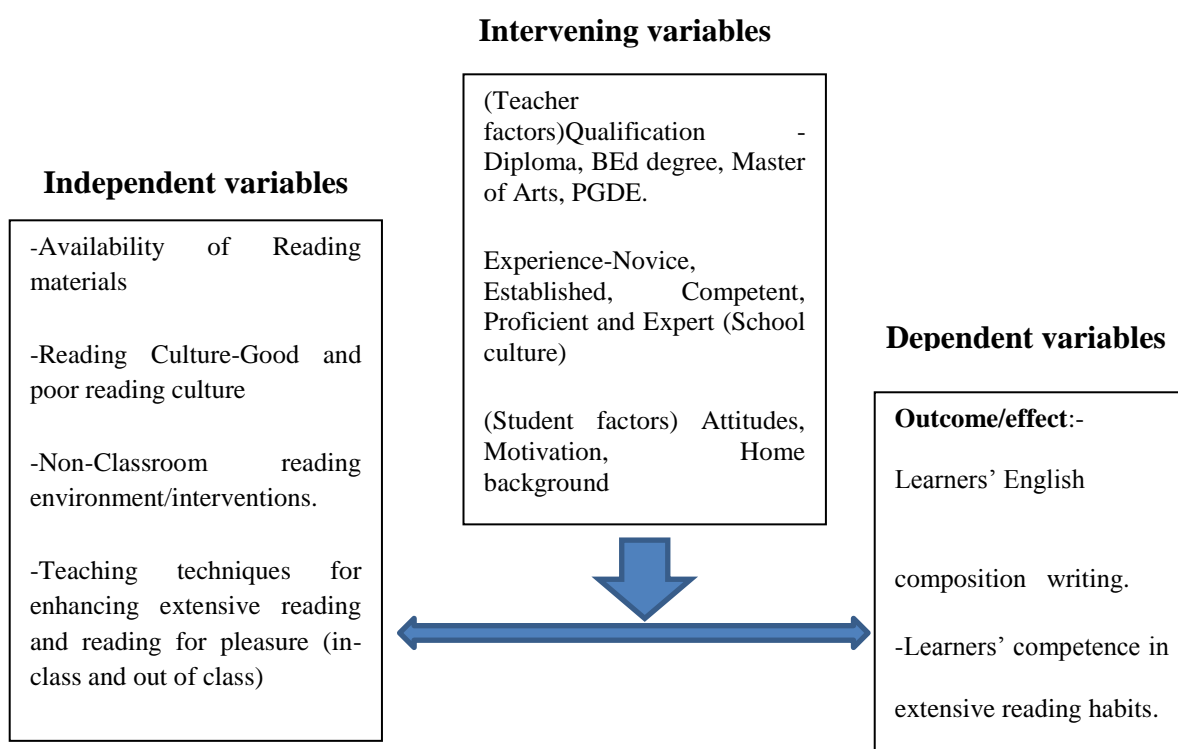 Intervening variables
(Teacher
factors)Qualification -
Diploma, BEd degree, Master
of Arts, PGDE.
Experience-Novice,
Established, Competent,
Proficient and Expert (School
culture)
(Student factors) Attitudes,
Motivation, Home
background
Independent variables
-Availability of Reading
materials
-Reading Culture-Good and
poor reading culture
-Non-Classroom reading
environment/interventions.
-Teaching techniques for
enhancing extensive reading
and reading for pleasure (in-
class and out of class)
Dependent variables
Outcome/effect:-
Learners’ English
composition writing.
-Learners’ competence in
extensive reading habits.